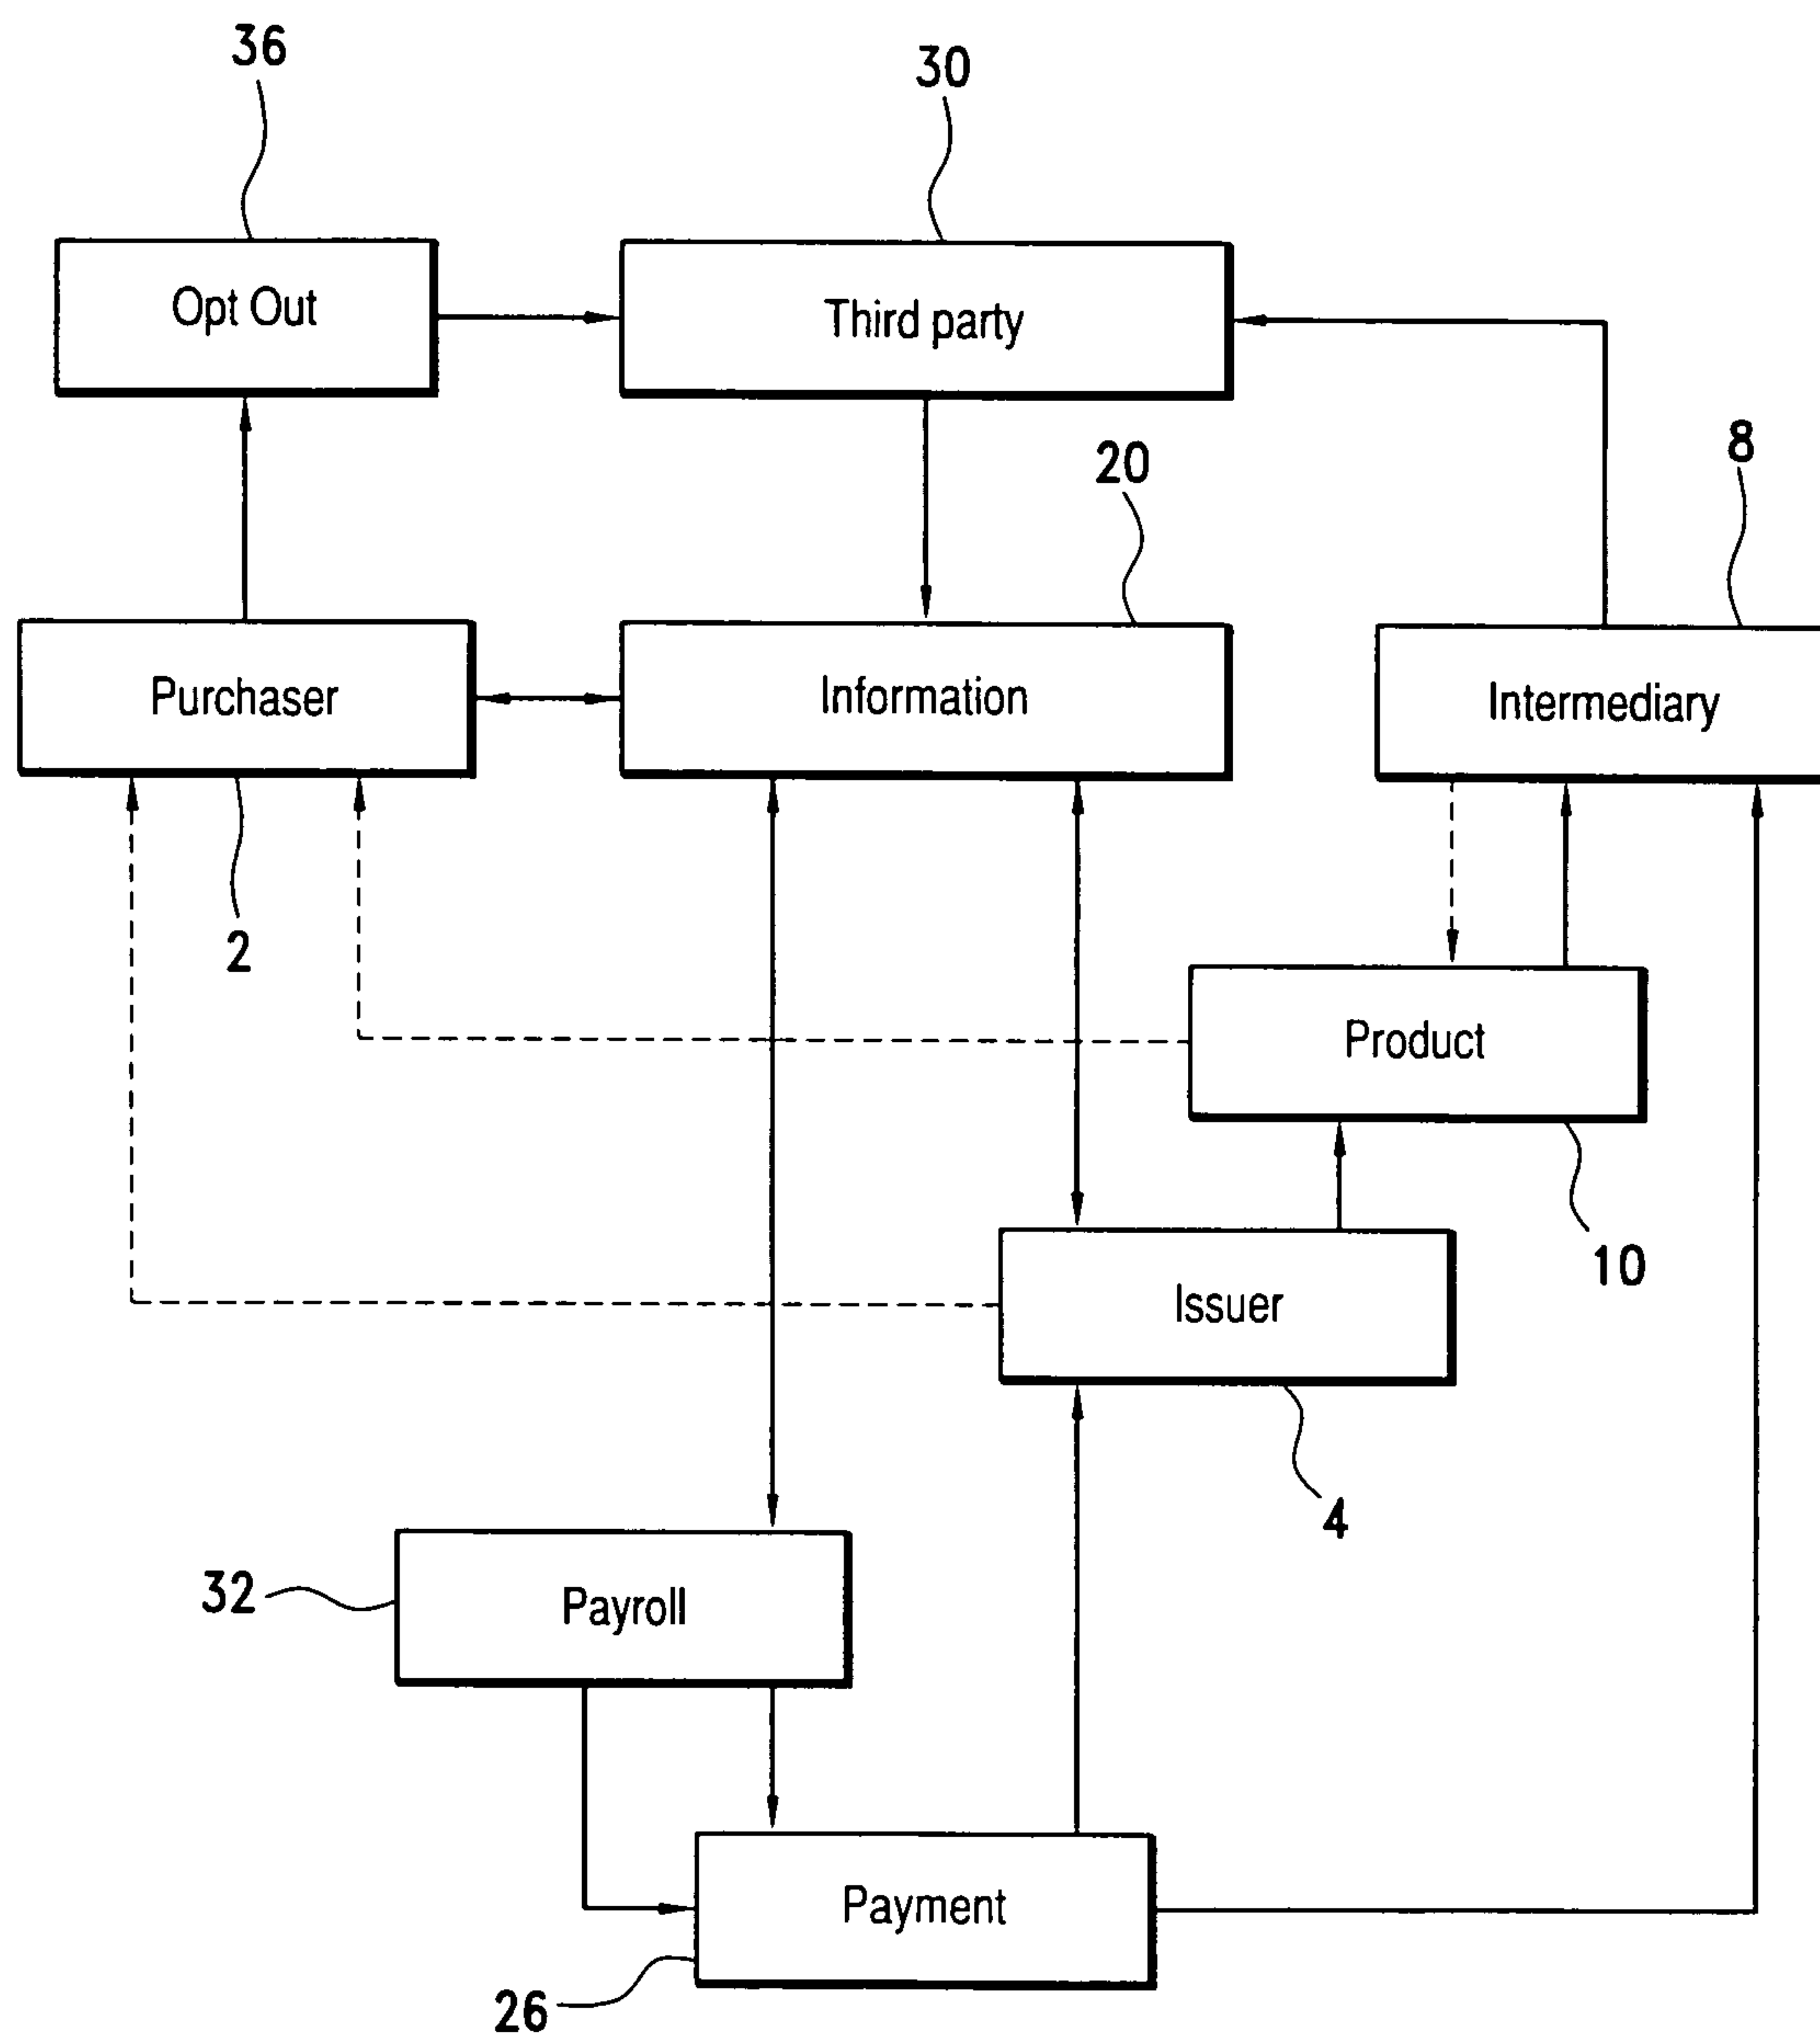 36
30
Opt Out
Third party
20
8
Purchaser
Information
Intermediary
2
Product
10
Issuer
4
32
Payroll
Payment
26